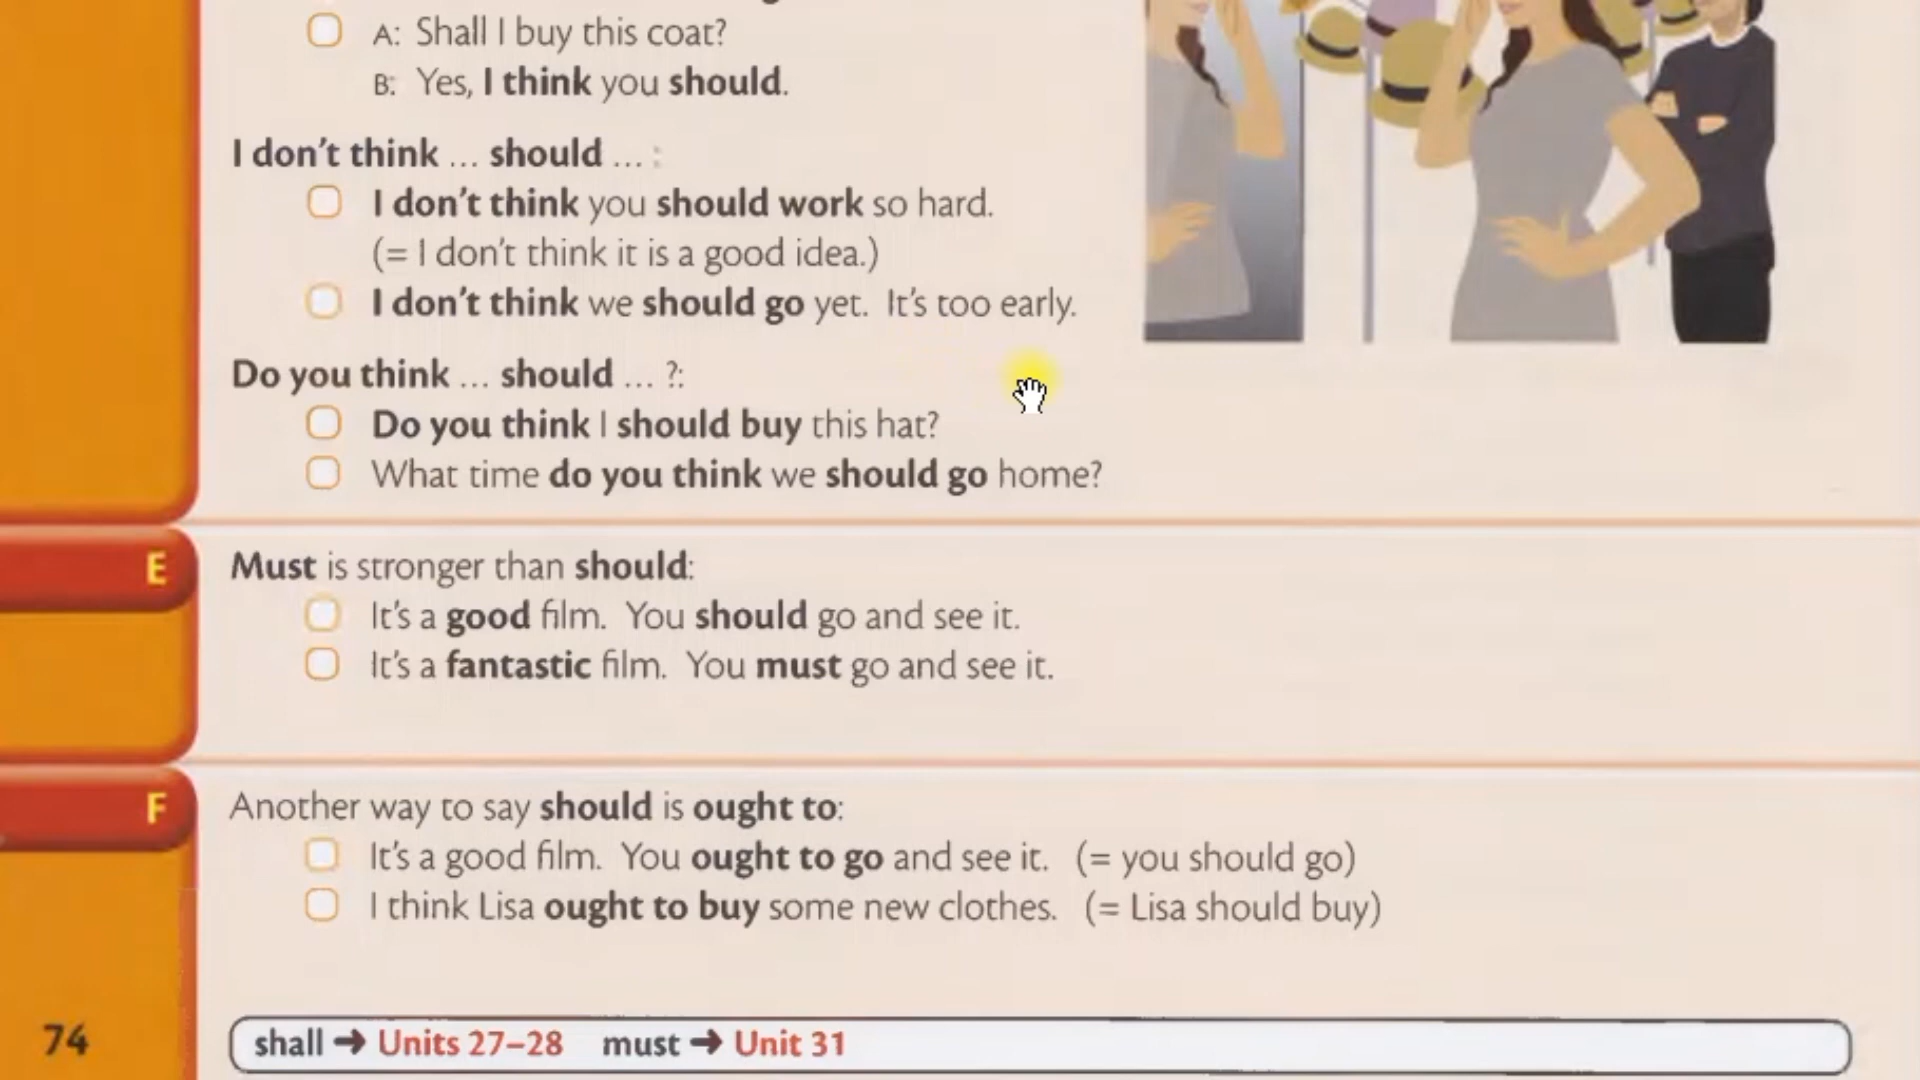 A: Shall I buy this coat?
B: Yes, I think you should.
I don't think ... should ... :
I don't think you should work so hard.
(= I don't think it is a good idea.)
I don't think we should go yet. It's too early.
Do you think ... should ... ?:
Do you think I should buy this hat?
What time do you think we should go home?
E
Must is stronger than should:
It's a good film. You should go and see it.
It's a fantastic film. You must go and see it.
F
Another way to say should is ought to:
It's a good film. You ought to go and see it. (= you should go)
I think Lisa ought to buy some new clothes. (= Lisa should buy)
74
shall → Units 27–28 must → Unit 31